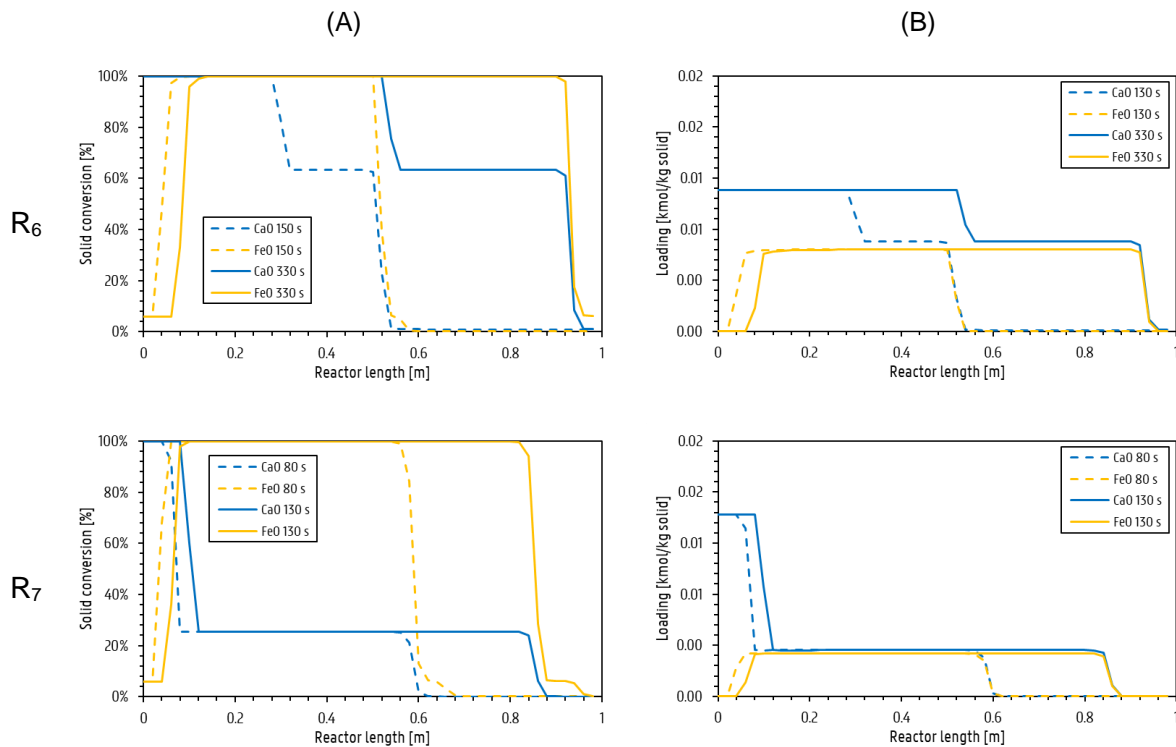 (A)
(B)
R6
Solid conversion [%]
100%
80%
60%
40%
20%
0%
CaO 150 s
FeO 150 s
CaO 330 s
FeO 330 s
0 0.2 0.4 0.6 0.8 1
Reactor length [m]
Loading [kmol/kg solid]
0.02
0.02
0.01
0.01
0.00
0.00
CaO 130 s
FeO 130 s
CaO 330 s
FeO 330 s
0 0.2 0.4 0.6 0.8 1
Reactor length [m]
R7
Solid conversion [%]
100%
80%
60%
40%
20%
0%
CaO 80 s
FeO 80 s
CaO 130 s
FeO 130 s
0 0.2 0.4 0.6 0.8 1
Reactor length [m]
Loading [kmol/kgsolid]
0.02
0.02
0.01
0.01
0.00
0.00
CaO 80 s
FeO 80 s
CaO 130 s
FeO 130 s
0 0.2 0.4 0.6 0.8 1
Reactor length [m]